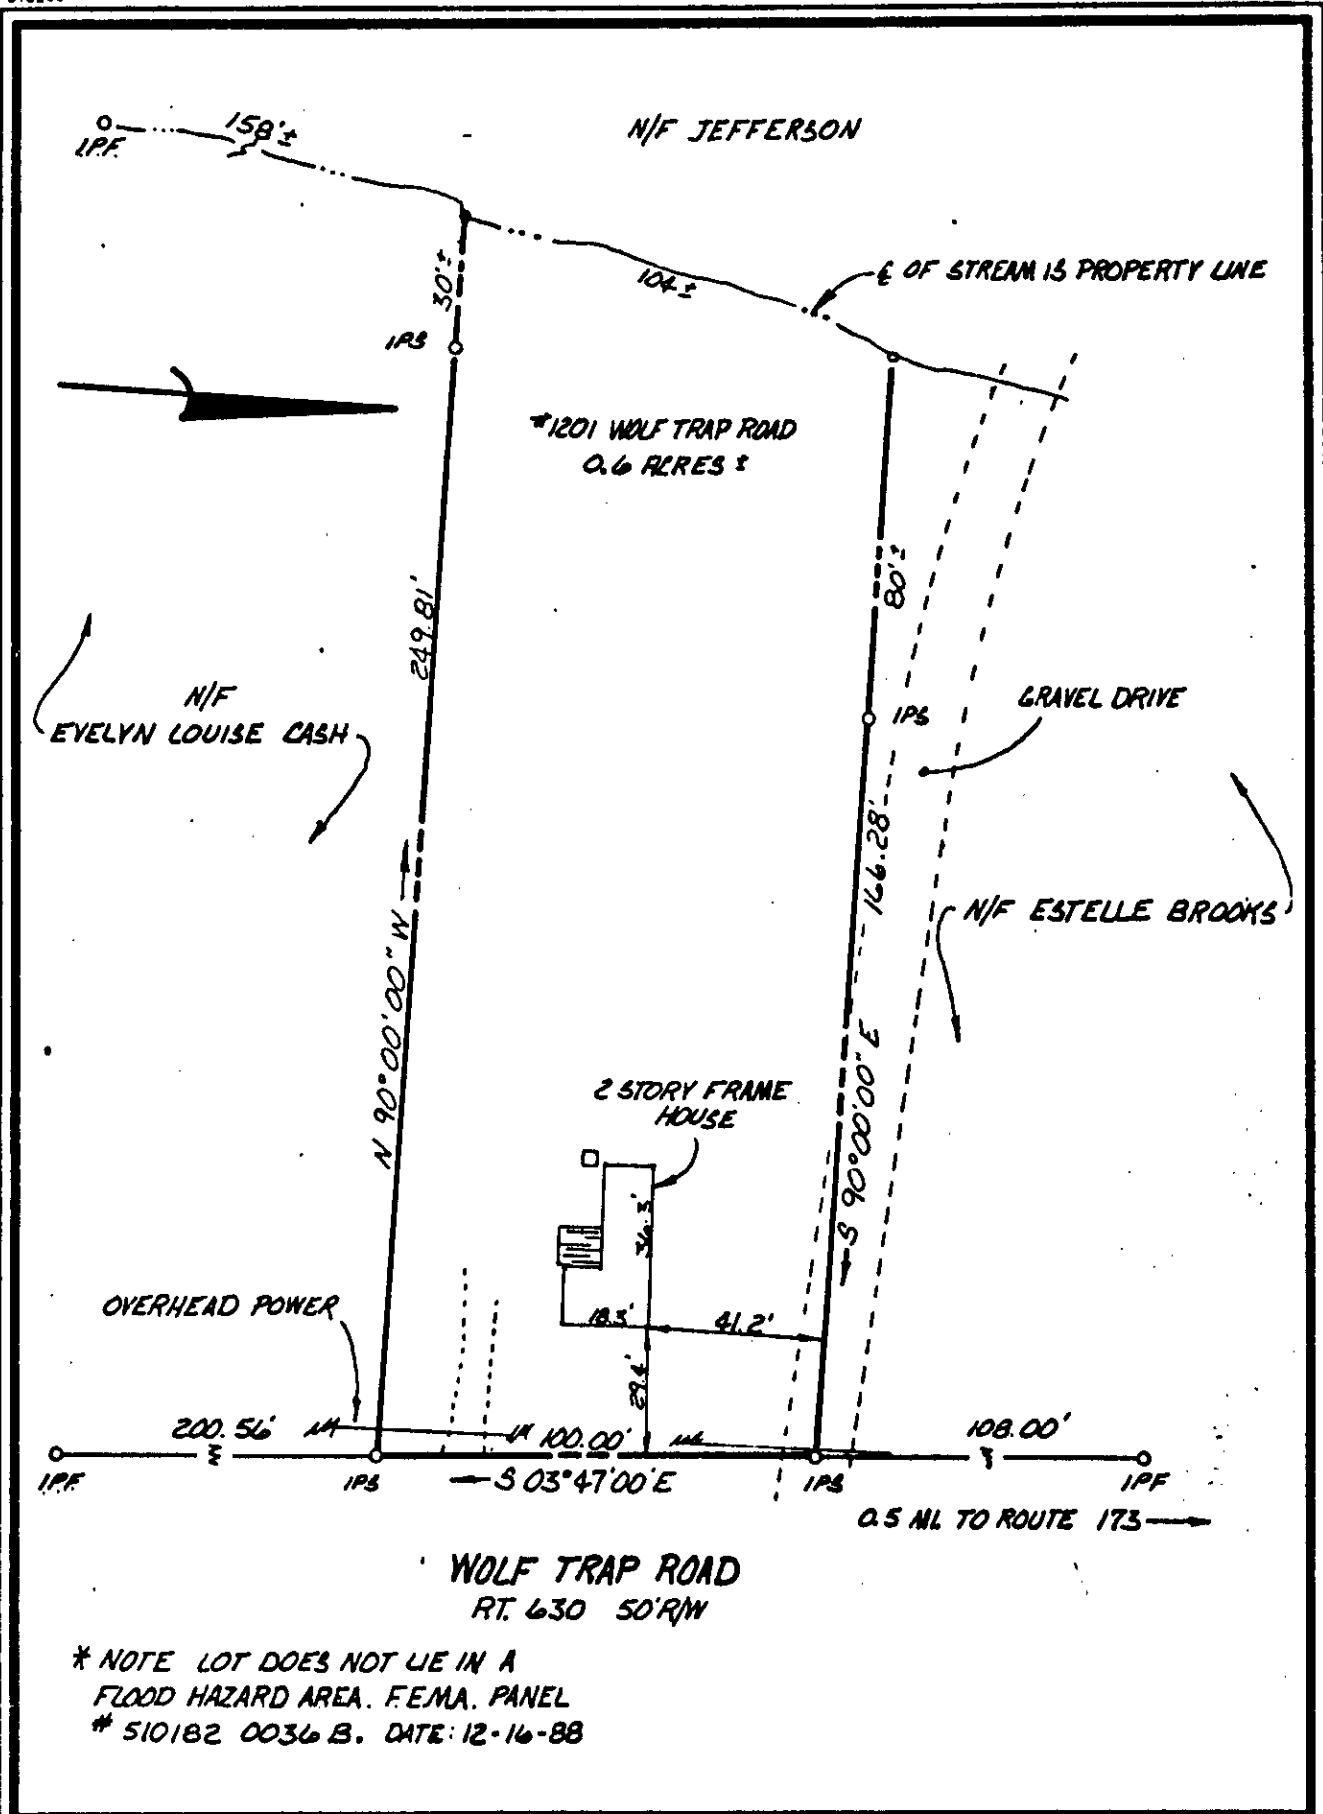 N/F JEFFERSON
158'±
I.P.F.
℄ OF STREAM IS PROPERTY LINE
104±
30'±
IPS
#1201 WOLF TRAP ROAD
0.6 ACRES ±
80'±
249.81'
N/F
EVELYN LOUISE CASH
IPS
GRAVEL DRIVE
166.28'
N/F ESTELLE BROOKS
N 90°00'00" W
S 90°00'00" E
2 STORY FRAME
HOUSE
36.3'
OVERHEAD POWER
18.3'
41.2'
29.4'
200.56'
100.00'
108.00'
I.P.F.
IPS
S 03°47'00"E
IPS
IPF
0.5 MI. TO ROUTE 173
WOLF TRAP ROAD
RT. 630 50'R/W
* NOTE LOT DOES NOT LIE IN A
FLOOD HAZARD AREA. F.E.M.A. PANEL
# 510182 0036 B. DATE: 12-16-88